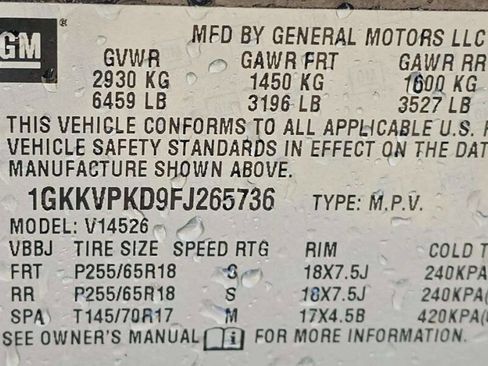 GM
MFD BY GENERAL MOTORS LLC
GVWR GAWR FRT GAWR RR
2930 KG 1450 KG 1600 KG
6459 LB 3196 LB 3527 LB
THIS VEHICLE CONFORMS TO ALL APPLICABLE U.S. F
VEHICLE SAFETY STANDARDS IN EFFECT ON THE DAT
MANUFACTURE SHOWN ABOVE.
1GKKVPKD9FJ265736 TYPE: M.P.V.
MODEL: V14526
VBBJ TIRE SIZE SPEED RTG RIM COLD T
FRT P255/65R18 S 18X7.5J 240KPA(
RR P255/65R18 S 18X7.5J 240KPA(
SPA T145/70R17 M 17X4.5B 420KPA(
SEE OWNER'S MANUAL i FOR MORE INFORMATION.